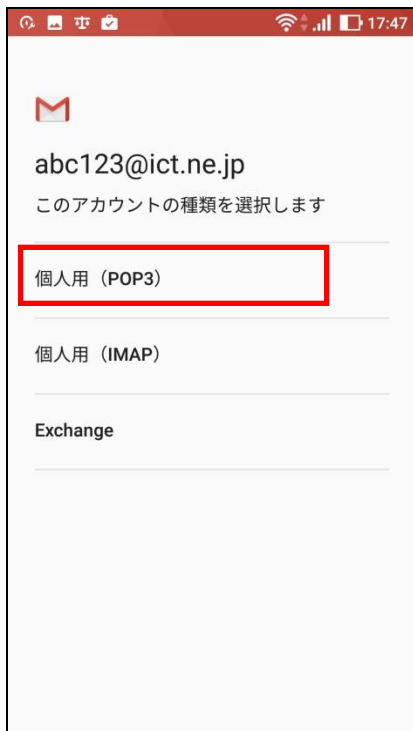 17:47
abc123@ict.ne.jp
このアカウントの種類を選択します
個人用（POP3）
個人用（IMAP）
Exchange